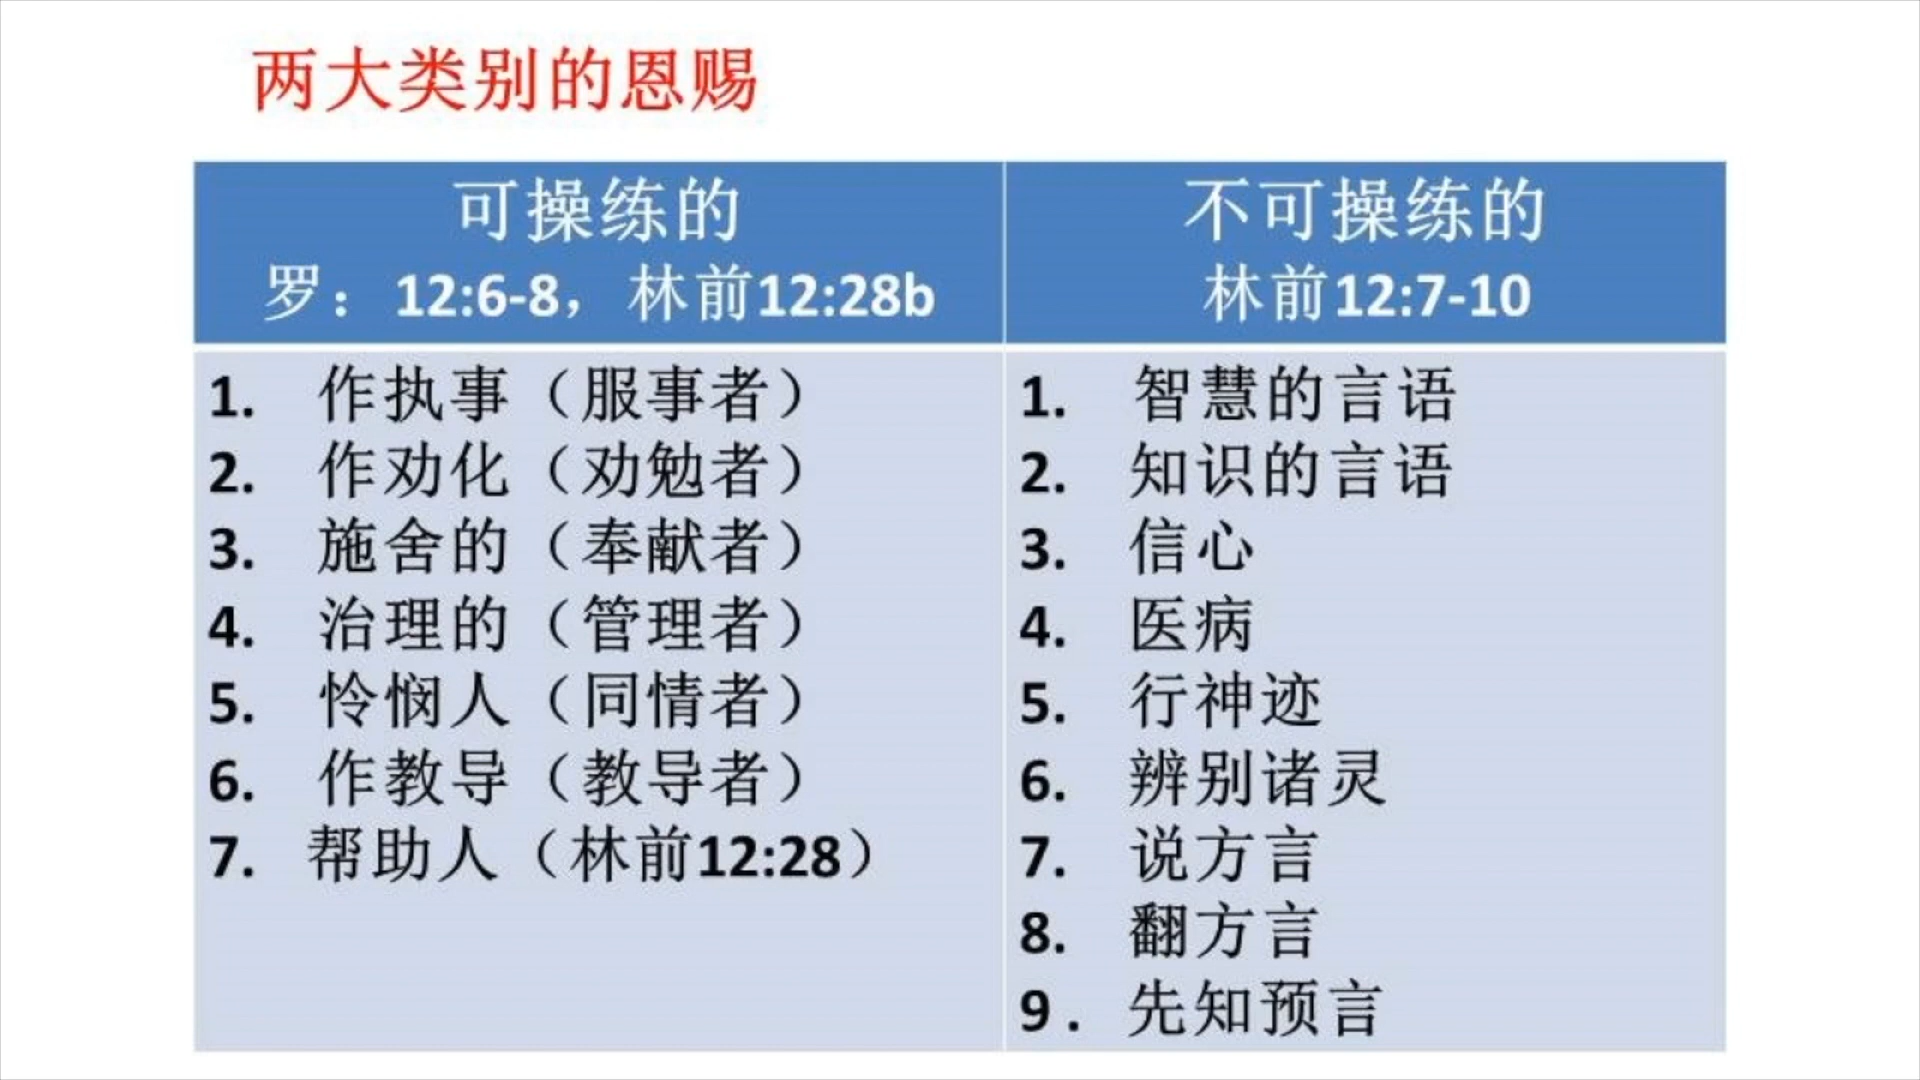 两大类别的恩赐
可操练的
罗：12:6-8，林前12:28b
不可操练的
林前12:7-10
1. 作执事（服事者）
2. 作劝化（劝勉者）
3. 施舍的（奉献者）
4. 治理的（管理者）
5. 怜悯人（同情者）
6. 作教导（教导者）
7. 帮助人（林前12:28）
1. 智慧的言语
2. 知识的言语
3. 信心
4. 医病
5. 行神迹
6. 辨别诸灵
7. 说方言
8. 翻方言
9. 先知预言